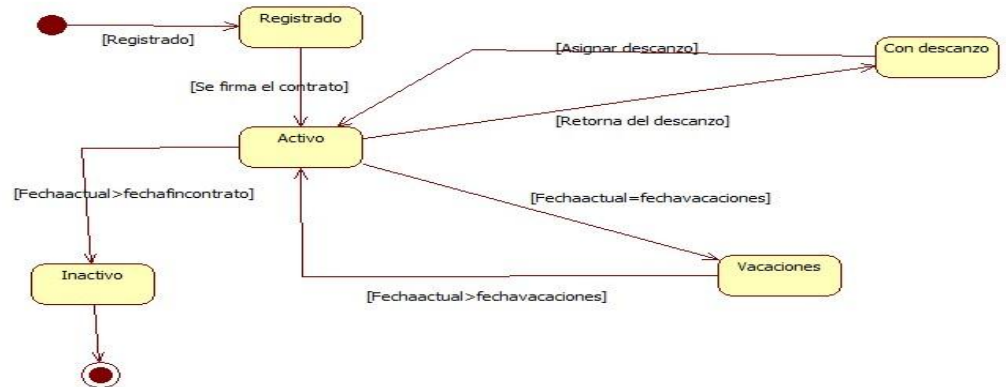 Registrado
[Registrado]
[Asignar descanzo]
Con descanzo
[Se firma el contrato]
[Retorna del descanzo]
Activo
[Fechaactual>fechafincontrato]
[Fechaactual=fechavacaciones]
Inactivo
Vacaciones
[Fechaactual>fechavacaciones]